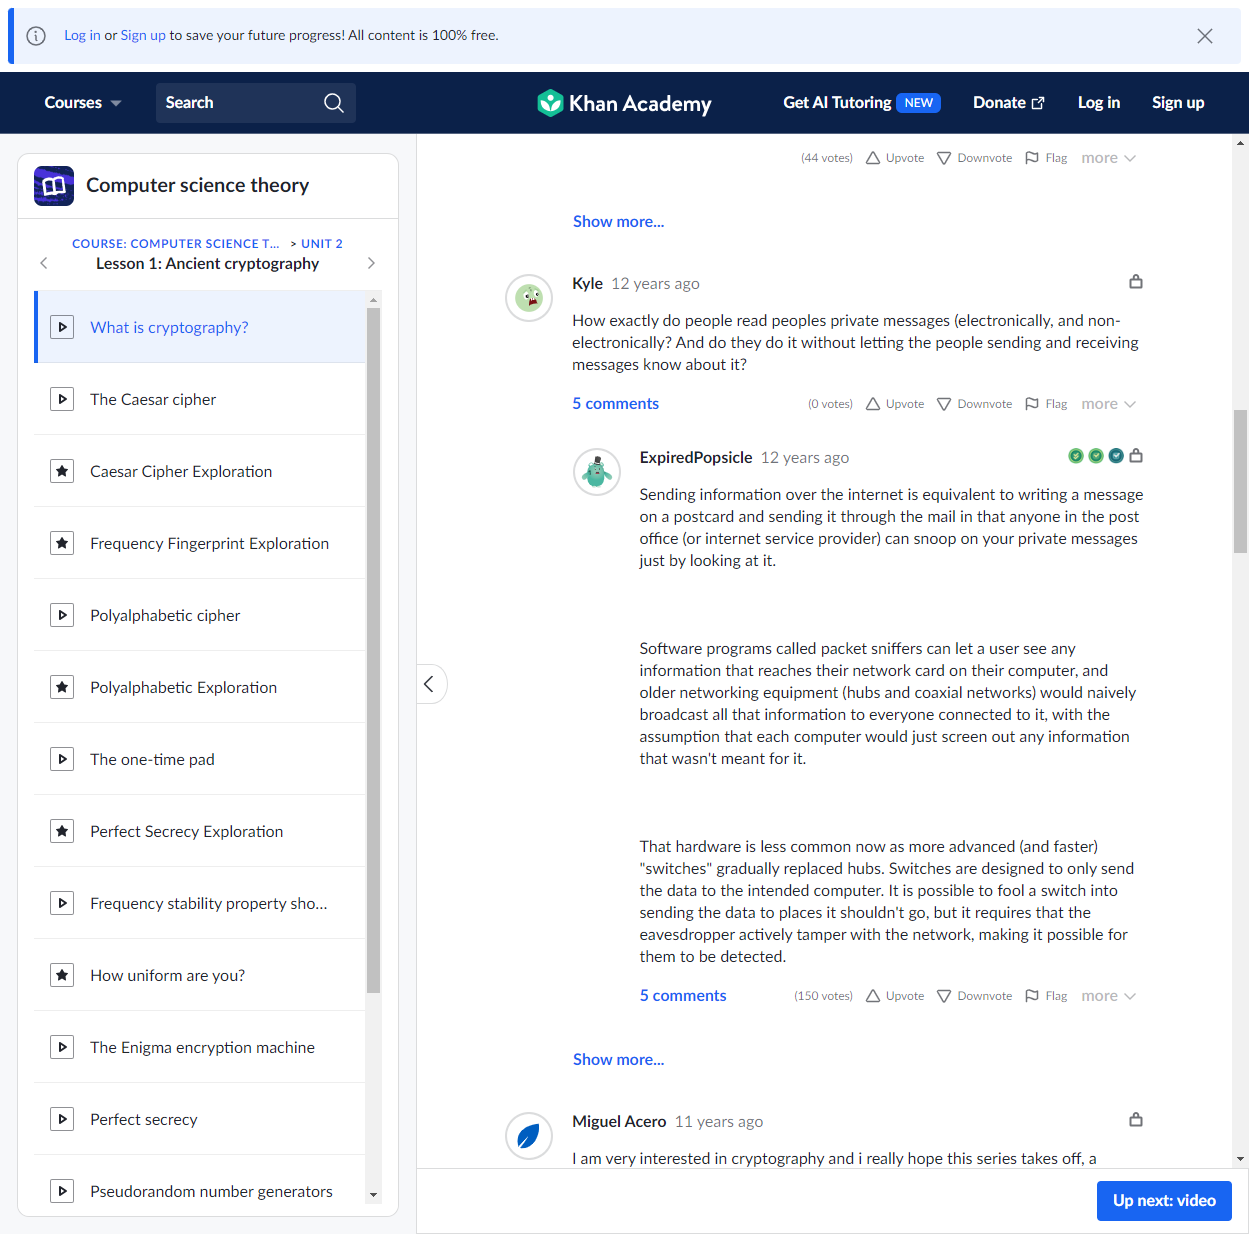 Log in or Sign up to save your future progress! All content is 100% free.
Courses
Search
Khan Academy
Get AI Tutoring NEW
Donate
Log in
Sign up
Computer science theory
COURSE: COMPUTER SCIENCE T... > UNIT 2
Lesson 1: Ancient cryptography
What is cryptography?
The Caesar cipher
Caesar Cipher Exploration
Frequency Fingerprint Exploration
Polyalphabetic cipher
Polyalphabetic Exploration
The one-time pad
Perfect Secrecy Exploration
Frequency stability property sho...
How uniform are you?
The Enigma encryption machine
Perfect secrecy
Pseudorandom number generators
(44 votes) Upvote Downvote Flag more
Show more...
Kyle 12 years ago
How exactly do people read peoples private messages (electronically, and non-
electronically? And do they do it without letting the people sending and receiving
messages know about it?
5 comments (0 votes) Upvote Downvote Flag more
ExpiredPopsicle 12 years ago
Sending information over the internet is equivalent to writing a message
on a postcard and sending it through the mail in that anyone in the post
office (or internet service provider) can snoop on your private messages
just by looking at it.
Software programs called packet sniffers can let a user see any
information that reaches their network card on their computer, and
older networking equipment (hubs and coaxial networks) would naively
broadcast all that information to everyone connected to it, with the
assumption that each computer would just screen out any information
that wasn't meant for it.
That hardware is less common now as more advanced (and faster)
"switches" gradually replaced hubs. Switches are designed to only send
the data to the intended computer. It is possible to fool a switch into
sending the data to places it shouldn't go, but it requires that the
eavesdropper actively tamper with the network, making it possible for
them to be detected.
5 comments (150 votes) Upvote Downvote Flag more
Show more...
Miguel Acero 11 years ago
I am very interested in cryptography and i really hope this series takes off, a
Up next: video